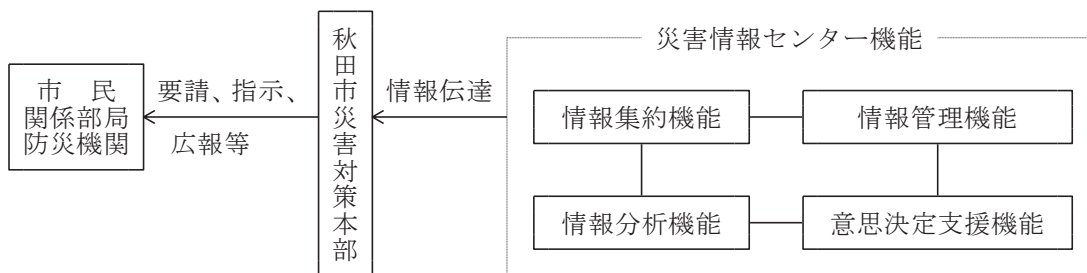 市　民
関係部局
防災機関
要請、指示、
広報等
秋田市災害対策本部
情報伝達
災害情報センター機能
情報集約機能
情報管理機能
情報分析機能
意思決定支援機能